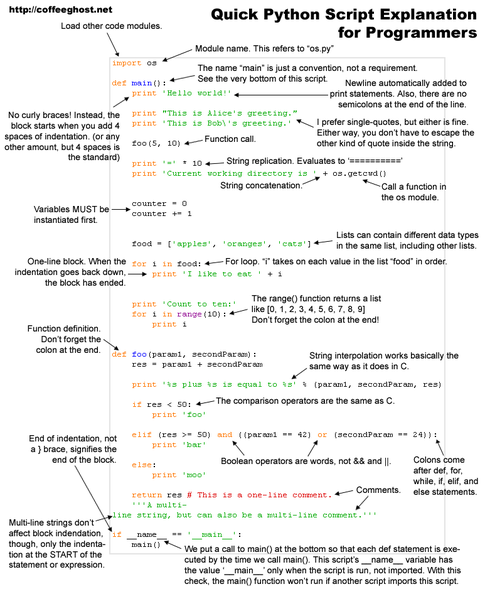 http://coffeeghost.net
Quick Python Script Explanation
for Programmers
Load other code modules.
Module name. This refers to "os.py"
import os
The name "main" is just a convention, not a requirement.
See the very bottom of this script.
def main():
print 'Hello world!'
Newline automatically added to
print statements. Also, there are no
semicolons at the end of the line.
No curly braces! Instead, the
block starts when you add 4
spaces of indentation. (or any
other amount, but 4 spaces is
the standard)
print "This is Alice's greeting."
print 'This is Bob\'s greeting.'
I prefer single-quotes, but either is fine.
Either way, you don't have to escape the
other kind of quote inside the string.
foo(5, 10)
Function call.
print '=' * 10
String replication. Evaluates to '=========='
print 'Current working directory is ' + os.getcwd()
String concatenation.
Call a function in
the os module.
counter = 0
counter += 1
Variables MUST be
instantiated first.
food = ['apples', 'oranges', 'cats']
Lists can contain different data types
in the same list, including other lists.
One-line block. When the
indentation goes back down,
the block has ended.
for i in food:
print 'I like to eat ' + i
For loop. "i" takes on each value in the list "food" in order.
print 'Count to ten:'
for i in range(10):
print i
The range() function returns a list
like [0, 1, 2, 3, 4, 5, 6, 7, 8, 9]
Don't forget the colon at the end!
Function definition.
Don't forget the
colon at the end.
def foo(param1, secondParam):
res = param1 + secondParam
String interpolation works basically the
same way as it does in C.
print '%s plus %s is equal to %s' % (param1, secondParam, res)
if res < 50:
print 'foo'
The comparison operators are the same as C.
elif (res >= 50) and ((param1 == 42) or (secondParam == 24)):
print 'bar'
End of indentation, not
a } brace, signifies the
end of the block.
Boolean operators are words, not && and ||.
Colons come
after def, for,
while, if, elif, and
else statements.
else:
print 'moo'
return res # This is a one-line comment.
'''A multi-
line string, but can also be a multi-line comment.'''
Comments.
Multi-line strings don't
affect block indentation,
though, only the indenta-
tion at the START of the
statement or expression.
if __name__ == '__main__':
main()
We put a call to main() at the bottom so that each def statement is exe-
cuted by the time we call main(). This script's __name__ variable has
the value '__main__' only when the script is run, not imported. With this
check, the main() function won't run if another script imports this script.